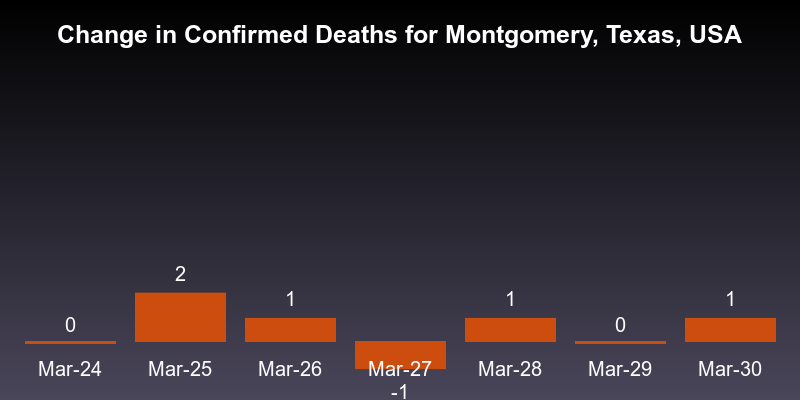 Change in Confirmed Deaths for Montgomery, Texas, USA
0
2
1
1
0
1
Mar-24
Mar-25
Mar-26
Mar-27
Mar-28
Mar-29
Mar-30
-1